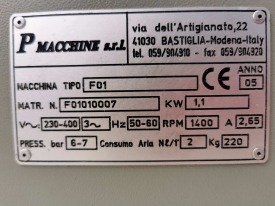 P MACCHINE s.r.l.
via dell'Artigianato,22
41030 BASTIGLIA-Modena-Italy
tel. 059/904910 - fax 059/904920
MACCHINA TIPO F01 CE ANNO 05
MATR. N. F01010007 KW 1,1
V~ 230-400 3~ Hz 50-60 RPM 1400 A 2,65
PRESS. bar 6-7 Consumo Aria Nℓ/r 2 Kg 220